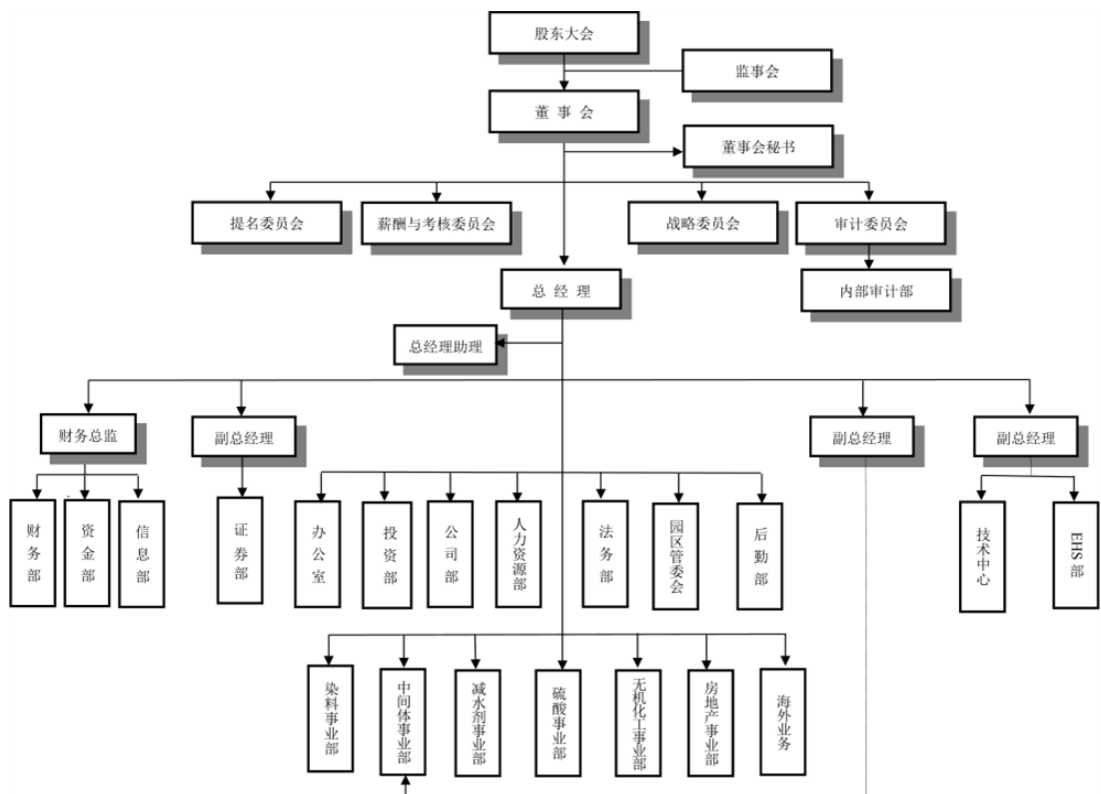 股东大会
监事会
董 事 会
董事会秘书
提名委员会
薪酬与考核委员会
战略委员会
审计委员会
总 经 理
内部审计部
总经理助理
财务总监
副总经理
副总经理
副总经理
财务部
资金部
信息部
证券部
办公室
投资部
公司部
人力资源部
法务部
园区管委会
后勤部
技术中心
EHS 部
染料事业部
中间体事业部
减水剂事业部
硫酸事业部
无机化工事业部
房地产事业部
海外业务